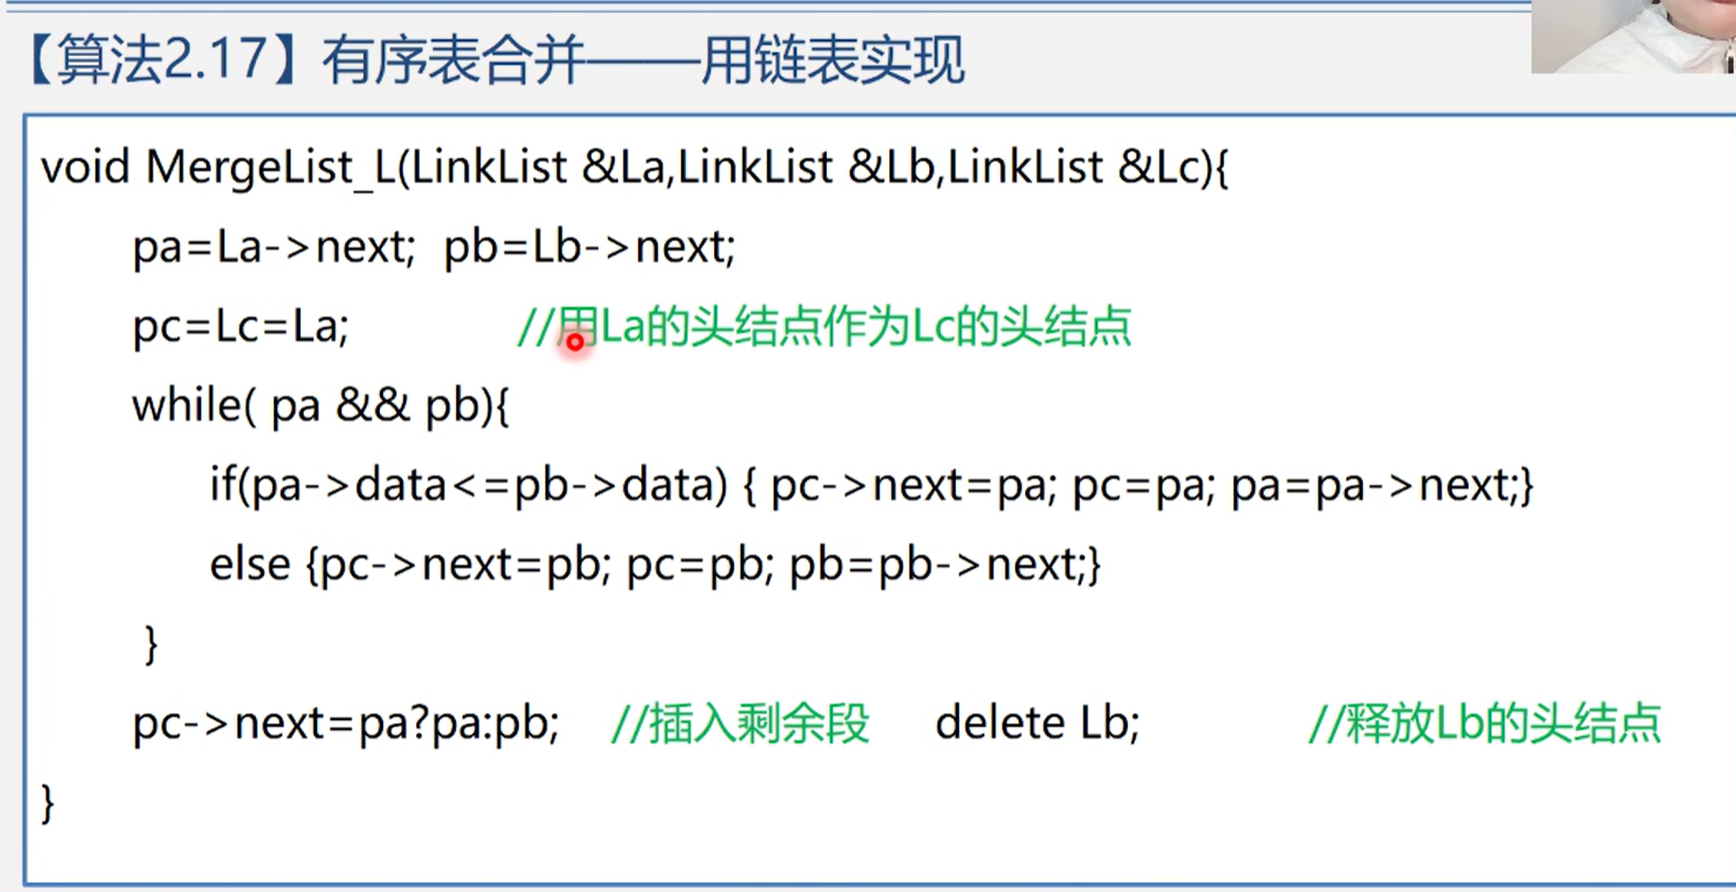 【算法2.17】有序表合并——用链表实现
void MergeList_L(LinkList &La,LinkList &Lb,LinkList &Lc){
pa=La->next; pb=Lb->next;
pc=Lc=La; //用La的头结点作为Lc的头结点
while( pa && pb){
if(pa->data<=pb->data) { pc->next=pa; pc=pa; pa=pa->next;}
else {pc->next=pb; pc=pb; pb=pb->next;}
}
pc->next=pa?pa:pb; //插入剩余段 delete Lb; //释放Lb的头结点
}